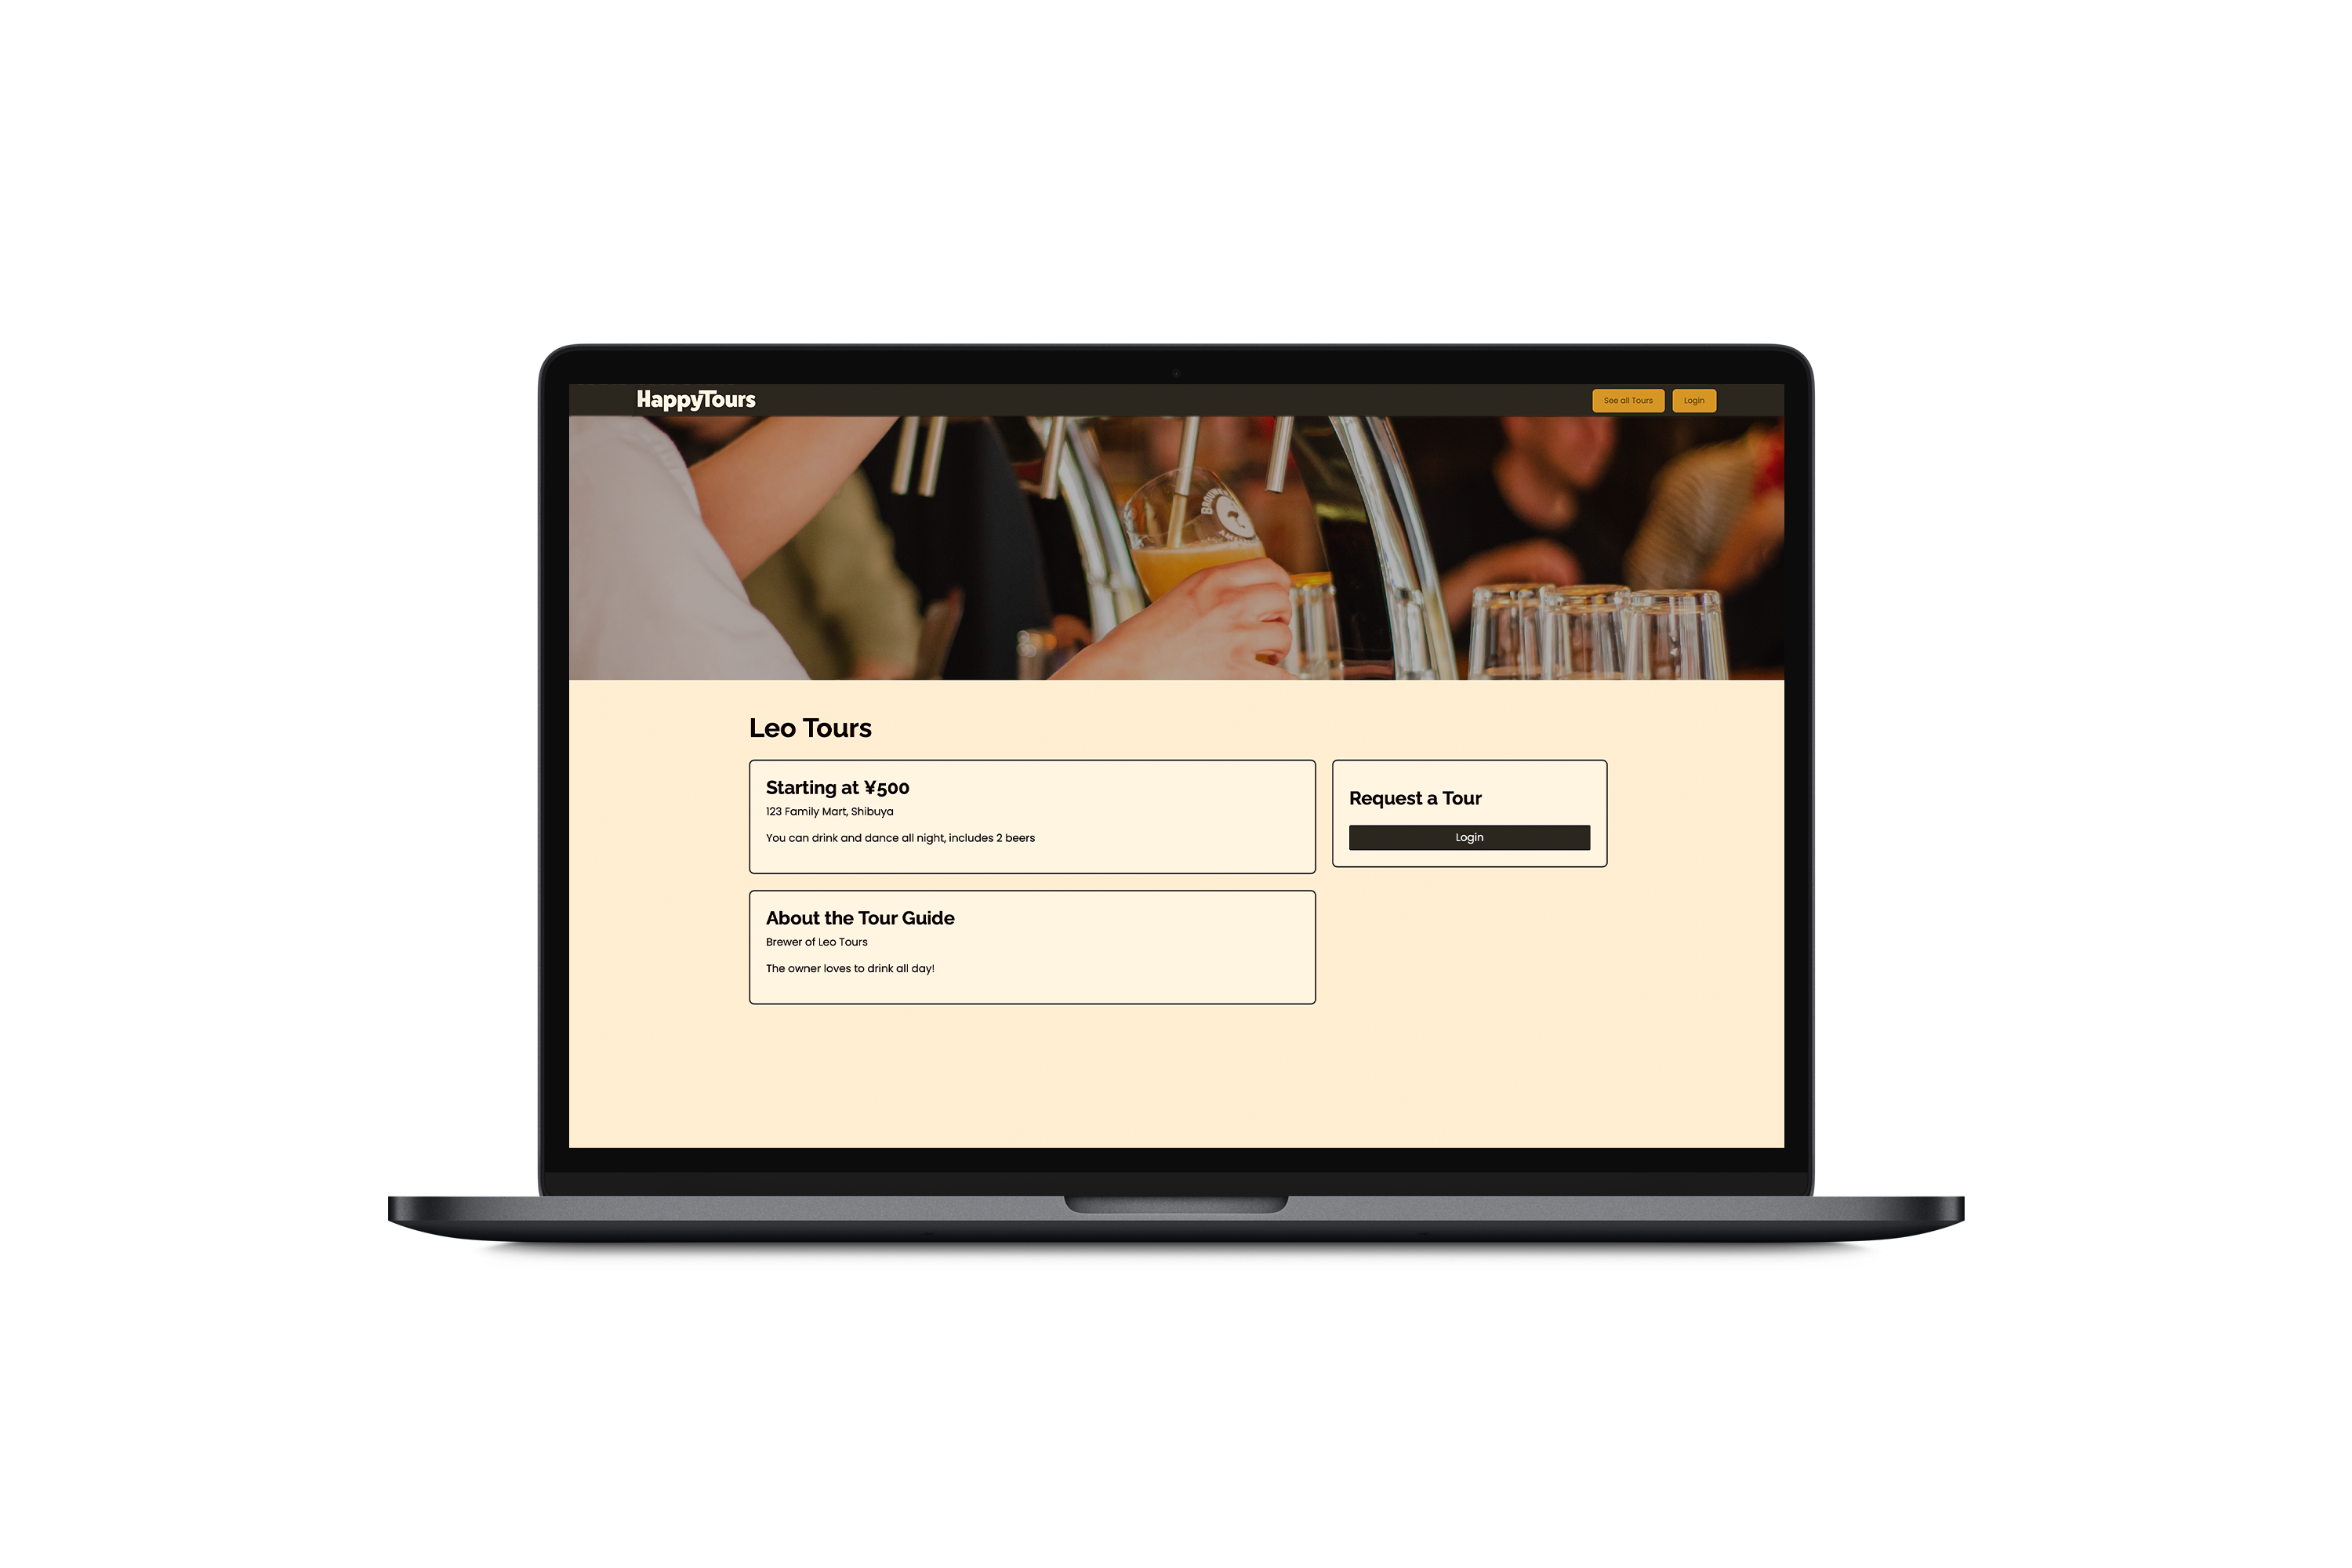 HappyTours
See all Tours
Login
Leo Tours
Starting at ¥500
123 Family Mart, Shibuya
You can drink and dance all night, includes 2 beers
Request a Tour
Login
About the Tour Guide
Brewer of Leo Tours
The owner loves to drink all day!